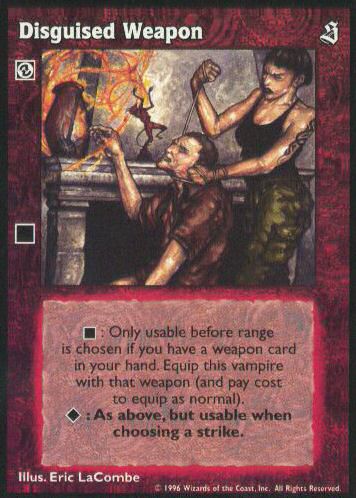 Disguised Weapon
■ : Only usable before range
is chosen if you have a weapon card
in your hand. Equip this vampire
with that weapon (and pay cost
to equip as normal).
◆ : As above, but usable when
choosing a strike.
Illus. Eric LaCombe
© 1996 Wizards of the Coast, Inc. All Rights Reserved.